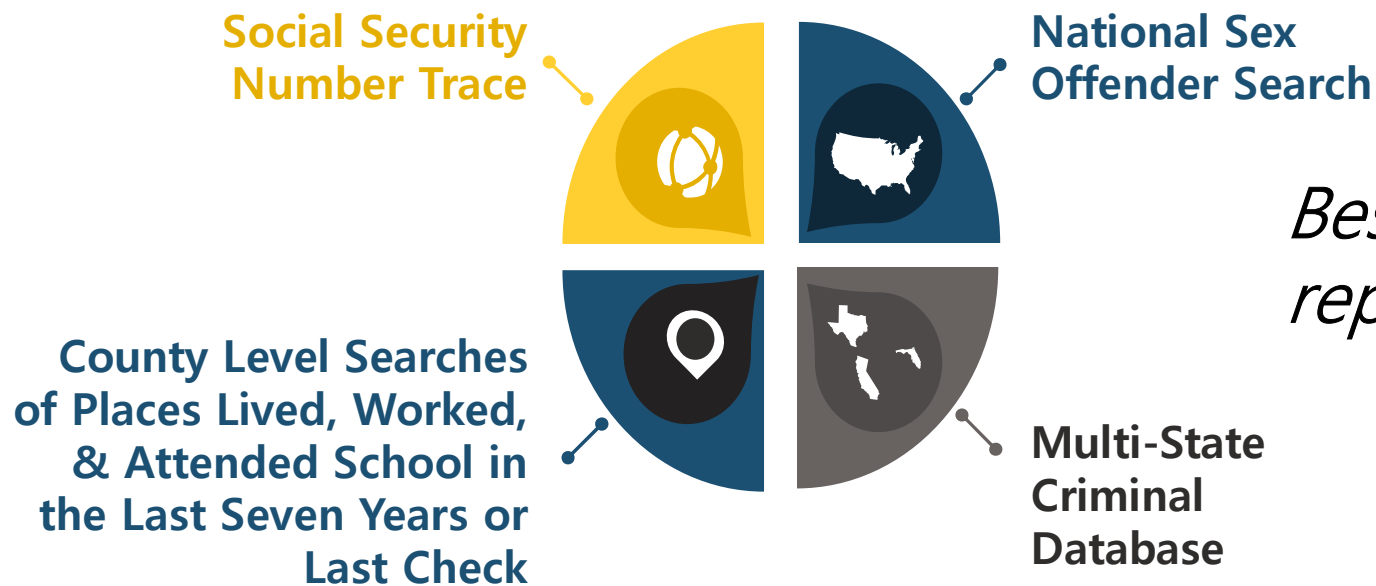 Social Security
Number Trace
National Sex
Offender Search
County Level Searches
of Places Lived, Worked,
& Attended School in
the Last Seven Years or
Last Check
Multi-State
Criminal
Database